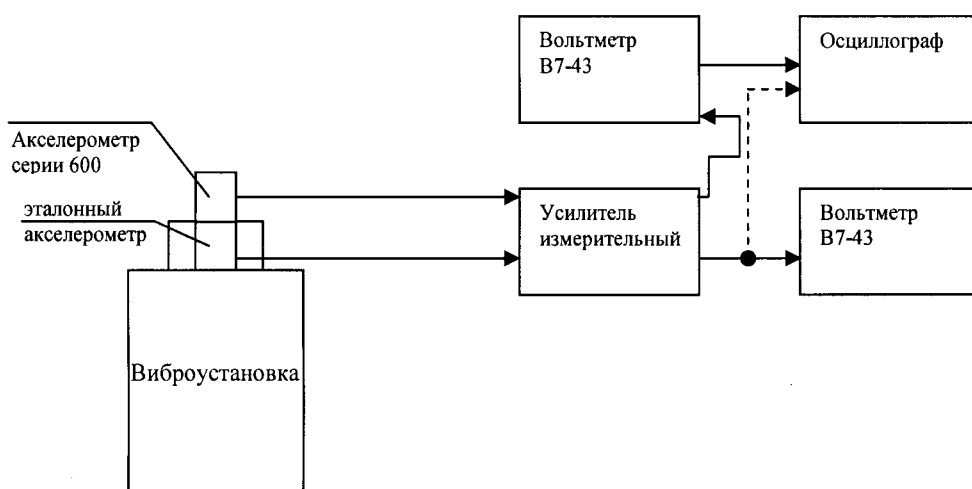 Вольтметр
В7-43
Осциллограф
Акселерометр
серии 600
эталонный
акселерометр
Усилитель
измерительный
Вольтметр
В7-43
Виброустановка